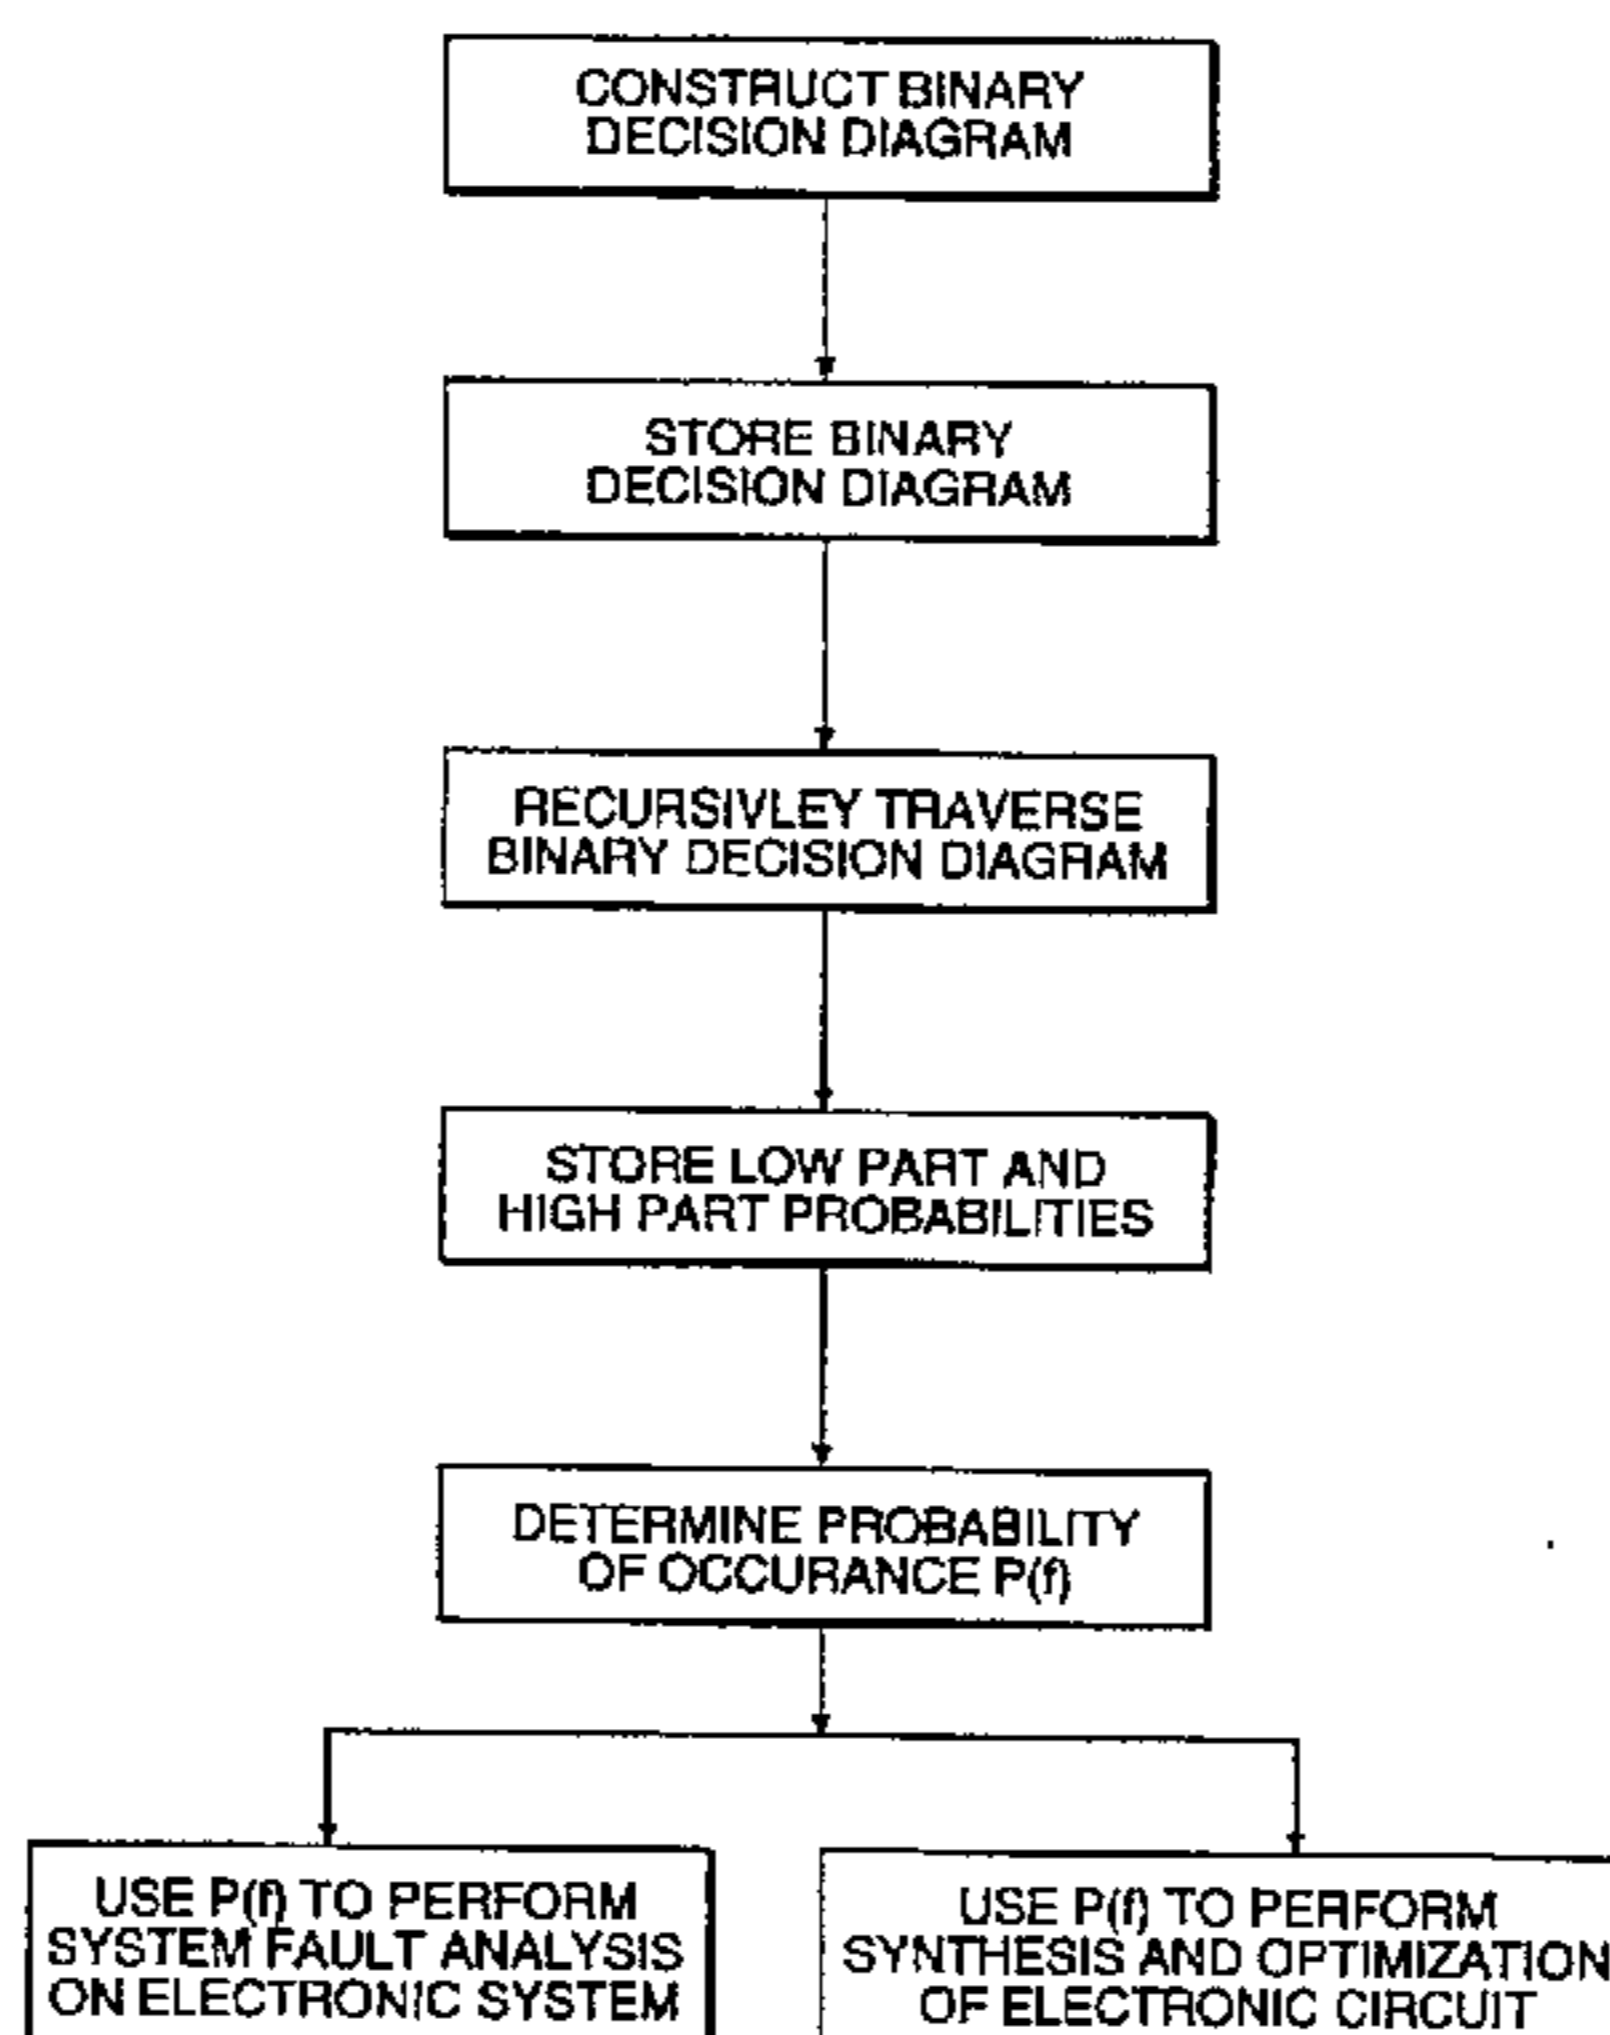 CONSTRUCT BINARY
DECISION DIAGRAM
STORE BINARY
DECISION DIAGRAM
RECURSIVLEY TRAVERSE
BINARY DECISION DIAGRAM
STORE LOW PART AND
HIGH PART PROBABILITIES
DETERMINE PROBABILITY
OF OCCURANCE P(f)
USE P(f) TO PERFORM
SYSTEM FAULT ANALYSIS
ON ELECTRONIC SYSTEM
USE P(f) TO PERFORM
SYNTHESIS AND OPTIMIZATION
OF ELECTRONIC CIRCUIT